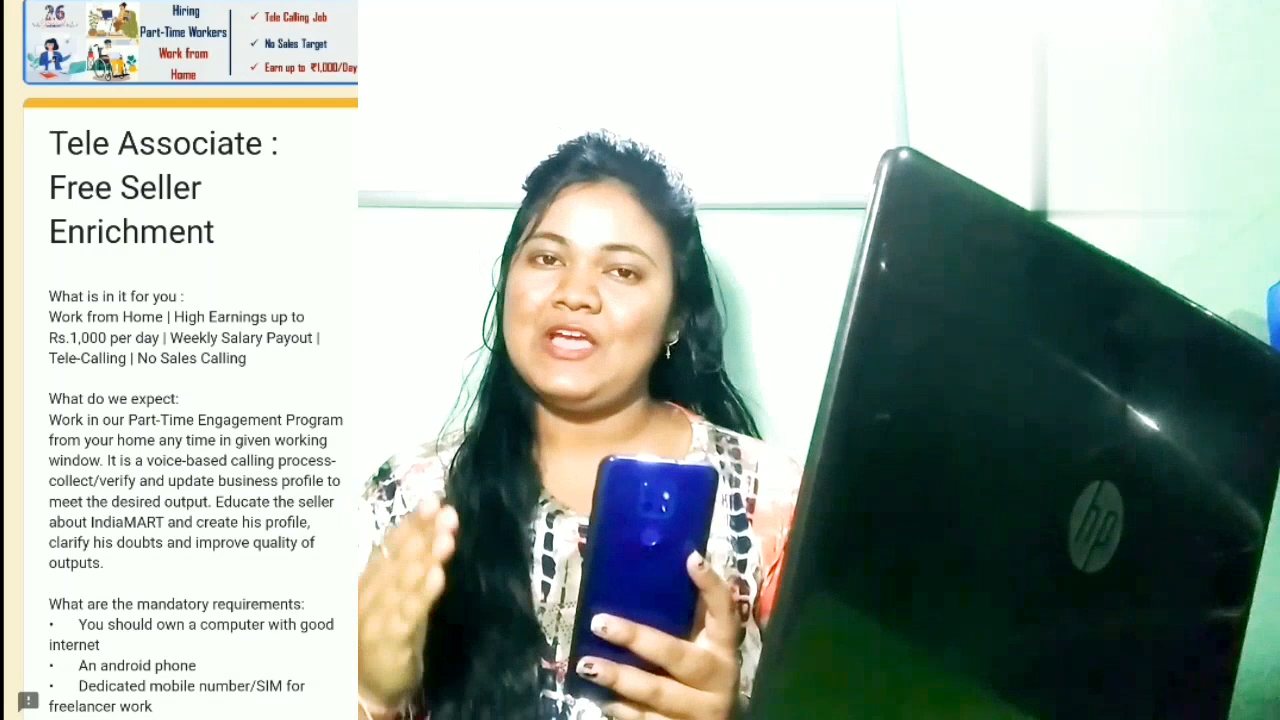 26
Hiring
Part-Time Workers
Work from
Home
✓ Tele Calling Job
✓ No Sales Target
✓ Earn up to ₹1,000/Day
Tele Associate :
Free Seller
Enrichment
What is in it for you :
Work from Home | High Earnings up to
Rs.1,000 per day | Weekly Salary Payout |
Tele-Calling | No Sales Calling
What do we expect:
Work in our Part-Time Engagement Program
from your home any time in given working
window. It is a voice-based calling process-
collect/verify and update business profile to
meet the desired output. Educate the seller
about IndiaMART and create his profile,
clarify his doubts and improve quality of
outputs.
What are the mandatory requirements:
• You should own a computer with good
internet
• An android phone
• Dedicated mobile number/SIM for
freelancer work
hp